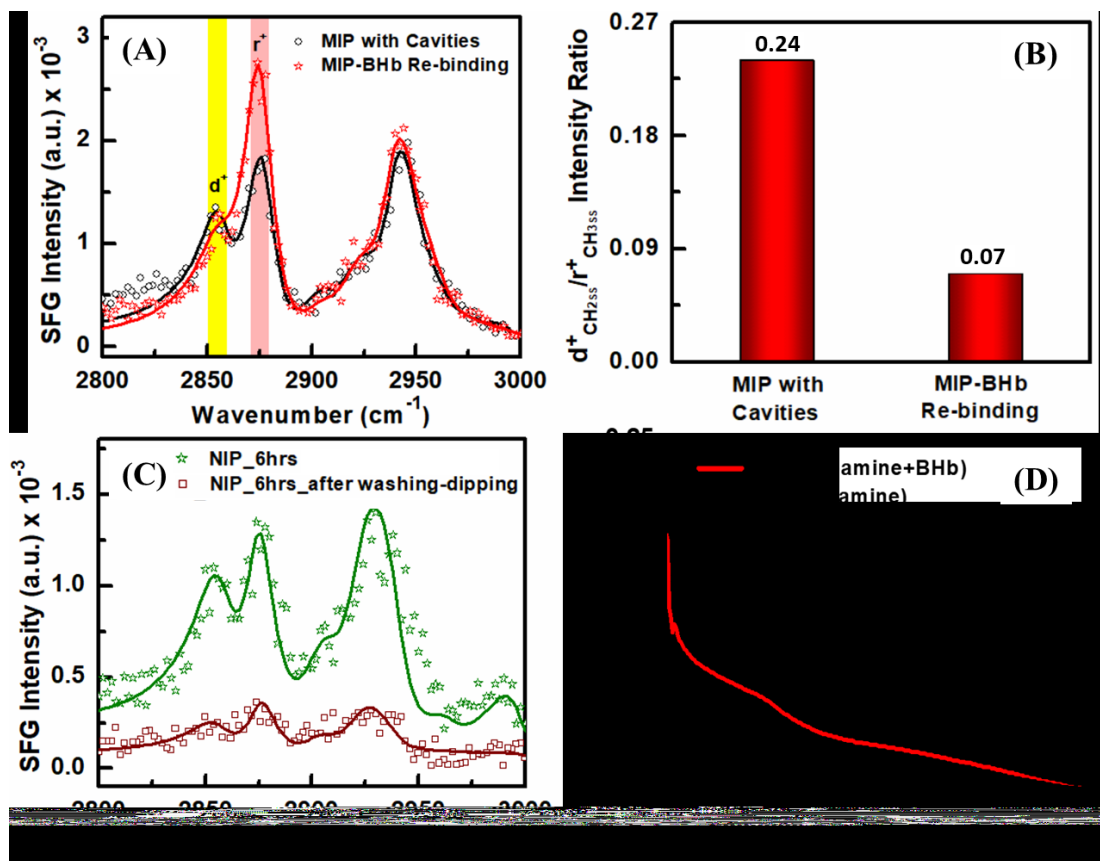 (A)
MIP with Cavities
MIP-BHb Re-binding
r+
d+
SFG Intensity (a.u.) x 10-3
3
2
1
0
2800 2850 2900 2950 3000
Wavenumber (cm-1)
(B)
d+CH2ss/r+CH3ss Intensity Ratio
0.27
0.18
0.09
0.00
0.24
0.07
MIP with Cavities
MIP-BHb Re-binding
(C)
NIP_6hrs
NIP_6hrs_after washing-dipping
SFG Intensity (a.u.) x 10-3
1.5
1.0
0.5
0.0
(D)
amine+BHb)
amine)